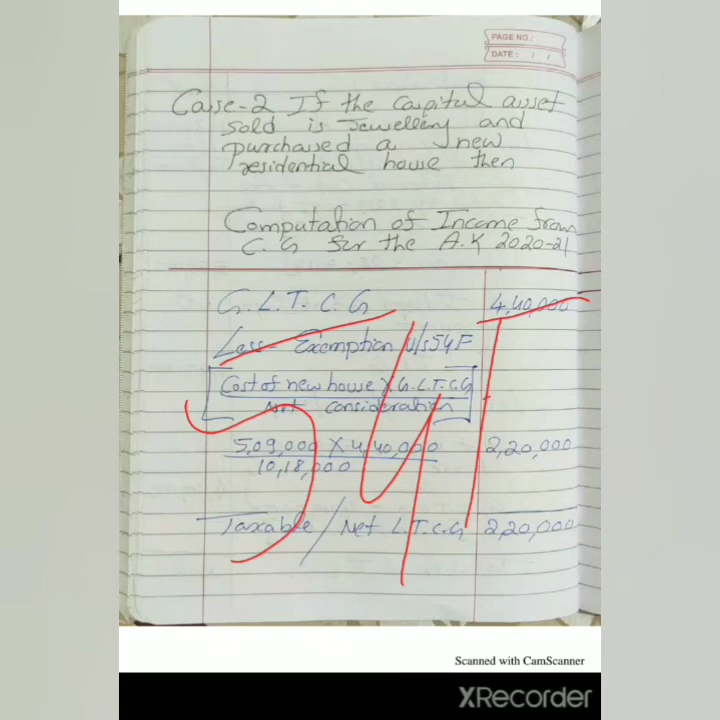 PAGE NO.:
DATE: / /
Case-2 If the Capital asset
sold is Jewellery and
purchased a new
residential house then
Computation of Income from
C.G for the A.Y 2020-21
G.L.T.C.G 4,40,000
Less- Exemption u/s 54F
Cost of new house X G.L.T.C.G
Net consideration
5,09,000 X 4,40,000 2,20,000
10,18,000
Taxable / Net L.T.C.G 2,20,000
54F
Scanned with CamScanner
XRecorder